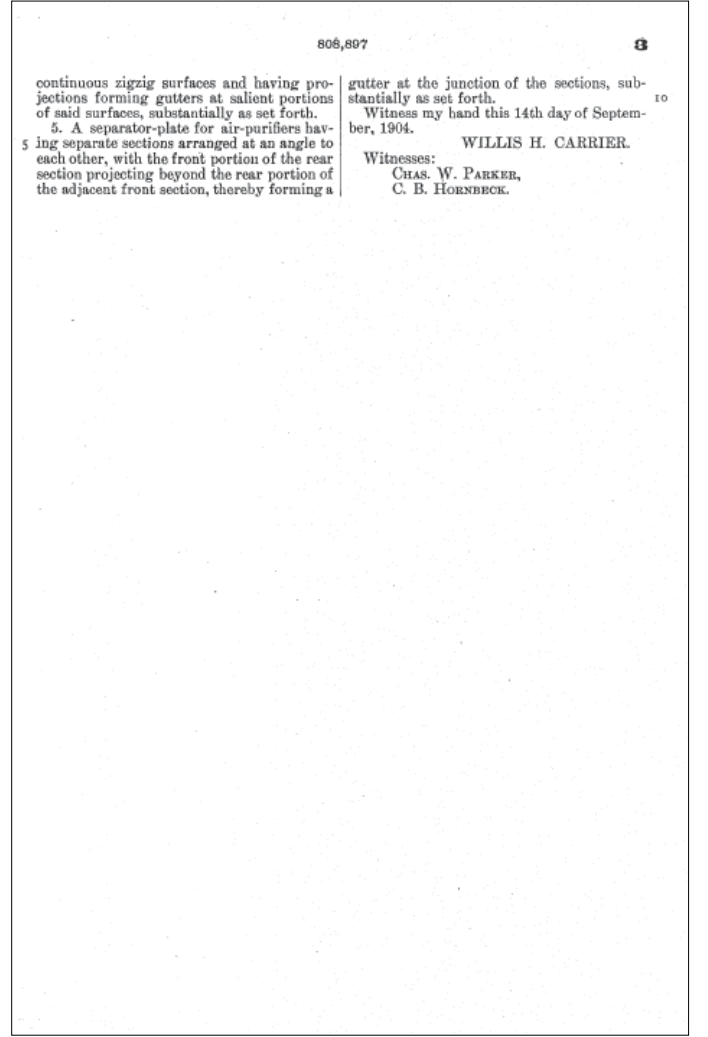 808,897
3
continuous zigzig surfaces and having pro-
jections forming gutters at salient portions
of said surfaces, substantially as set forth.
5. A separator-plate for air-purifiers hav-
5 ing separate sections arranged at an angle to
each other, with the front portion of the rear
section projecting beyond the rear portion of
the adjacent front section, thereby forming a
gutter at the junction of the sections, sub-
stantially as set forth. 10
Witness my hand this 14th day of Septem-
ber, 1904.
WILLIS H. CARRIER.
Witnesses:
CHAS. W. PARKER,
C. B. HORNBECK.